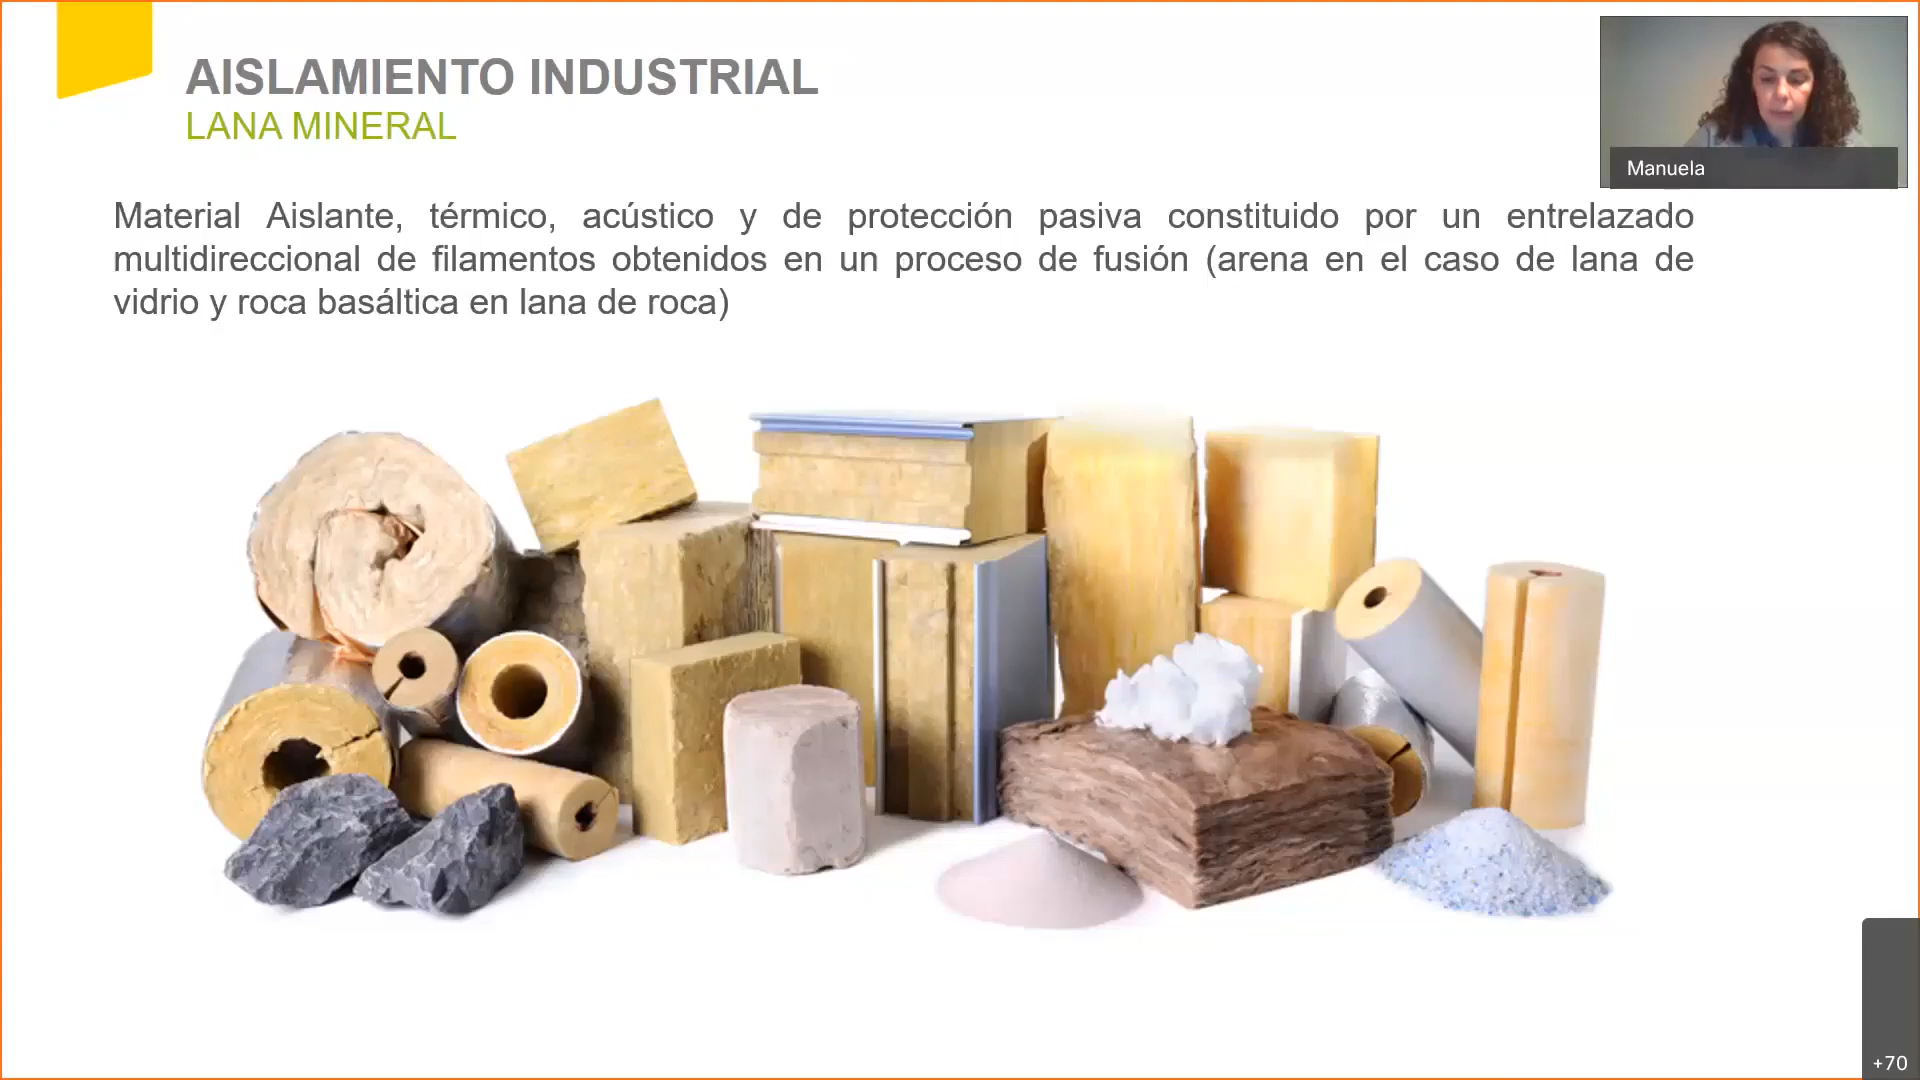 AISLAMIENTO INDUSTRIAL
LANA MINERAL
Manuela
Material Aislante, térmico, acústico y de protección pasiva constituido por un entrelazado
multidireccional de filamentos obtenidos en un proceso de fusión (arena en el caso de lana de
vidrio y roca basáltica en lana de roca)
+70